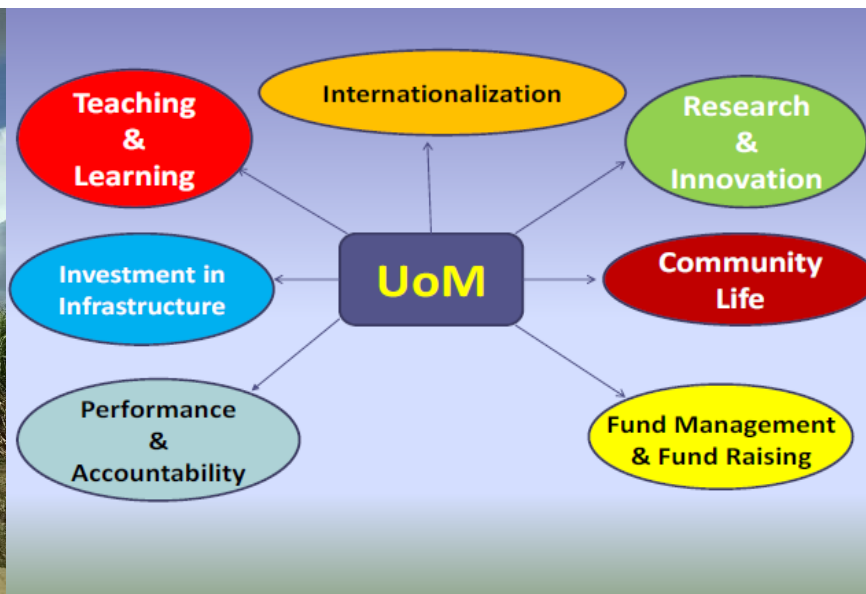 Internationalization
Teaching
&
Learning
Research
&
Innovation
UoM
Investment in
Infrastructure
Community
Life
Performance
&
Accountability
Fund Management
& Fund Raising